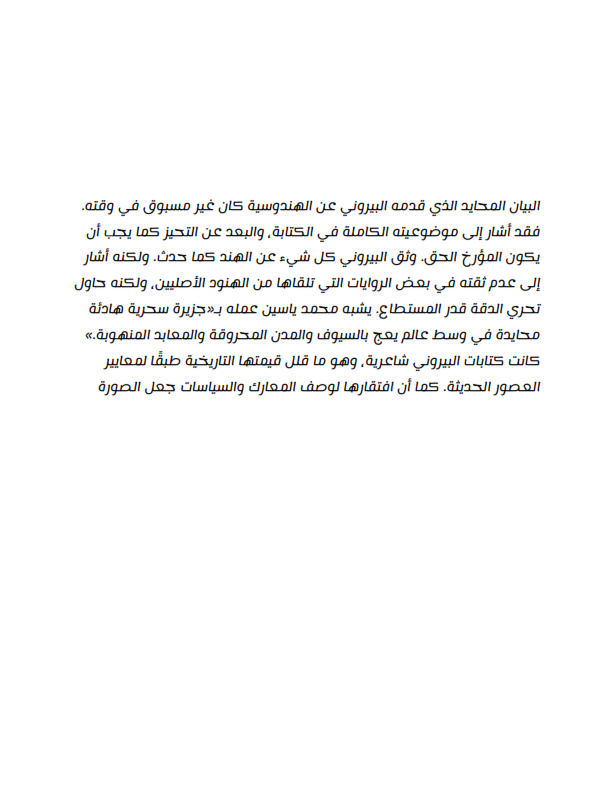 البيان المحايد الذي قدمه البيروني عن الهندوسية كان غير مسبوق في وقته.
فقد أشار إلى موضوعيته الكاملة في الكتابة، والبعد عن التحيز كما يجب أن
يكون المؤرخ الحق. وثق البيروني كل شيء عن الهند كما حدث. ولكنه أشار
إلى عدم ثقته في بعض الروايات التي تلقاها من الهنود الأصليين، ولكنه حاول
تحري الدقة قدر المستطاع. يشبه محمد ياسين عمله بـ«جزيرة سحرية هادئة
محايدة في وسط عالم يعج بالسيوف والمدن المحروقة والمعابد المنهوبة.»
كانت كتابات البيروني شاعرية، وهو ما قلل قيمتها التاريخية طبقًا لمعايير
العصور الحديثة. كما أن افتقارها لوصف المعارك والسياسات جعل الصورة